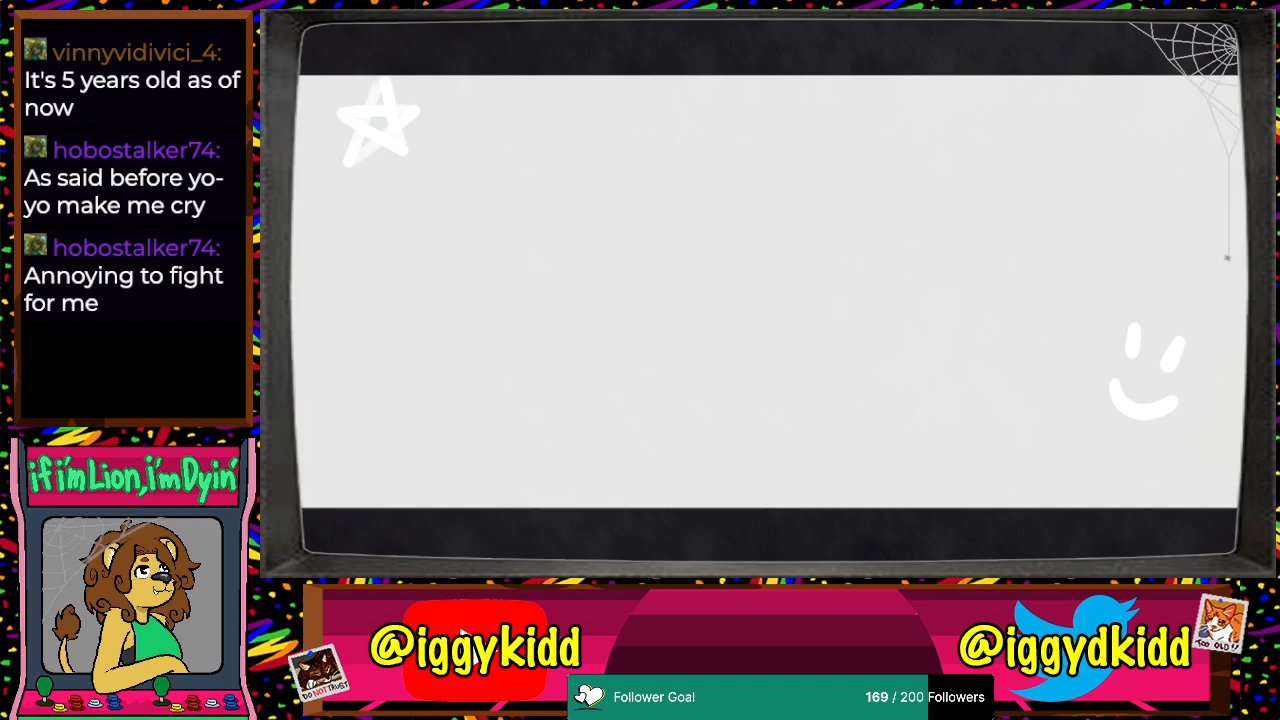 vinnyvidivici_4:
It's 5 years old as of
now
hobostalker74:
As said before yo-
yo make me cry
hobostalker74:
Annoying to fight
for me
if i'm Lion, i'm Dyin'
@iggykidd
@iggydkidd
DO NOT TRUST
TOO OLD
Follower Goal
169 / 200 Followers